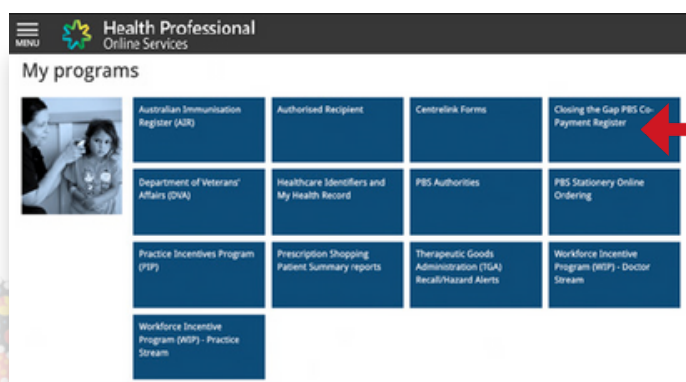 MENU
Health Professional
Online Services
My programs
Australian Immunisation
Register (AIR)
Authorised Recipient
Centrelink Forms
Closing the Gap PBS Co-
Payment Register
Department of Veterans'
Affairs (DVA)
Healthcare Identifiers and
My Health Record
PBS Authorities
PBS Stationery Online
Ordering
Practice Incentives Program
(PIP)
Prescription Shopping
Patient Summary reports
Therapeutic Goods
Administration (TGA)
Recall/Hazard Alerts
Workforce Incentive
Program (WIP) - Doctor
Stream
Workforce Incentive
Program (WIP) - Practice
Stream